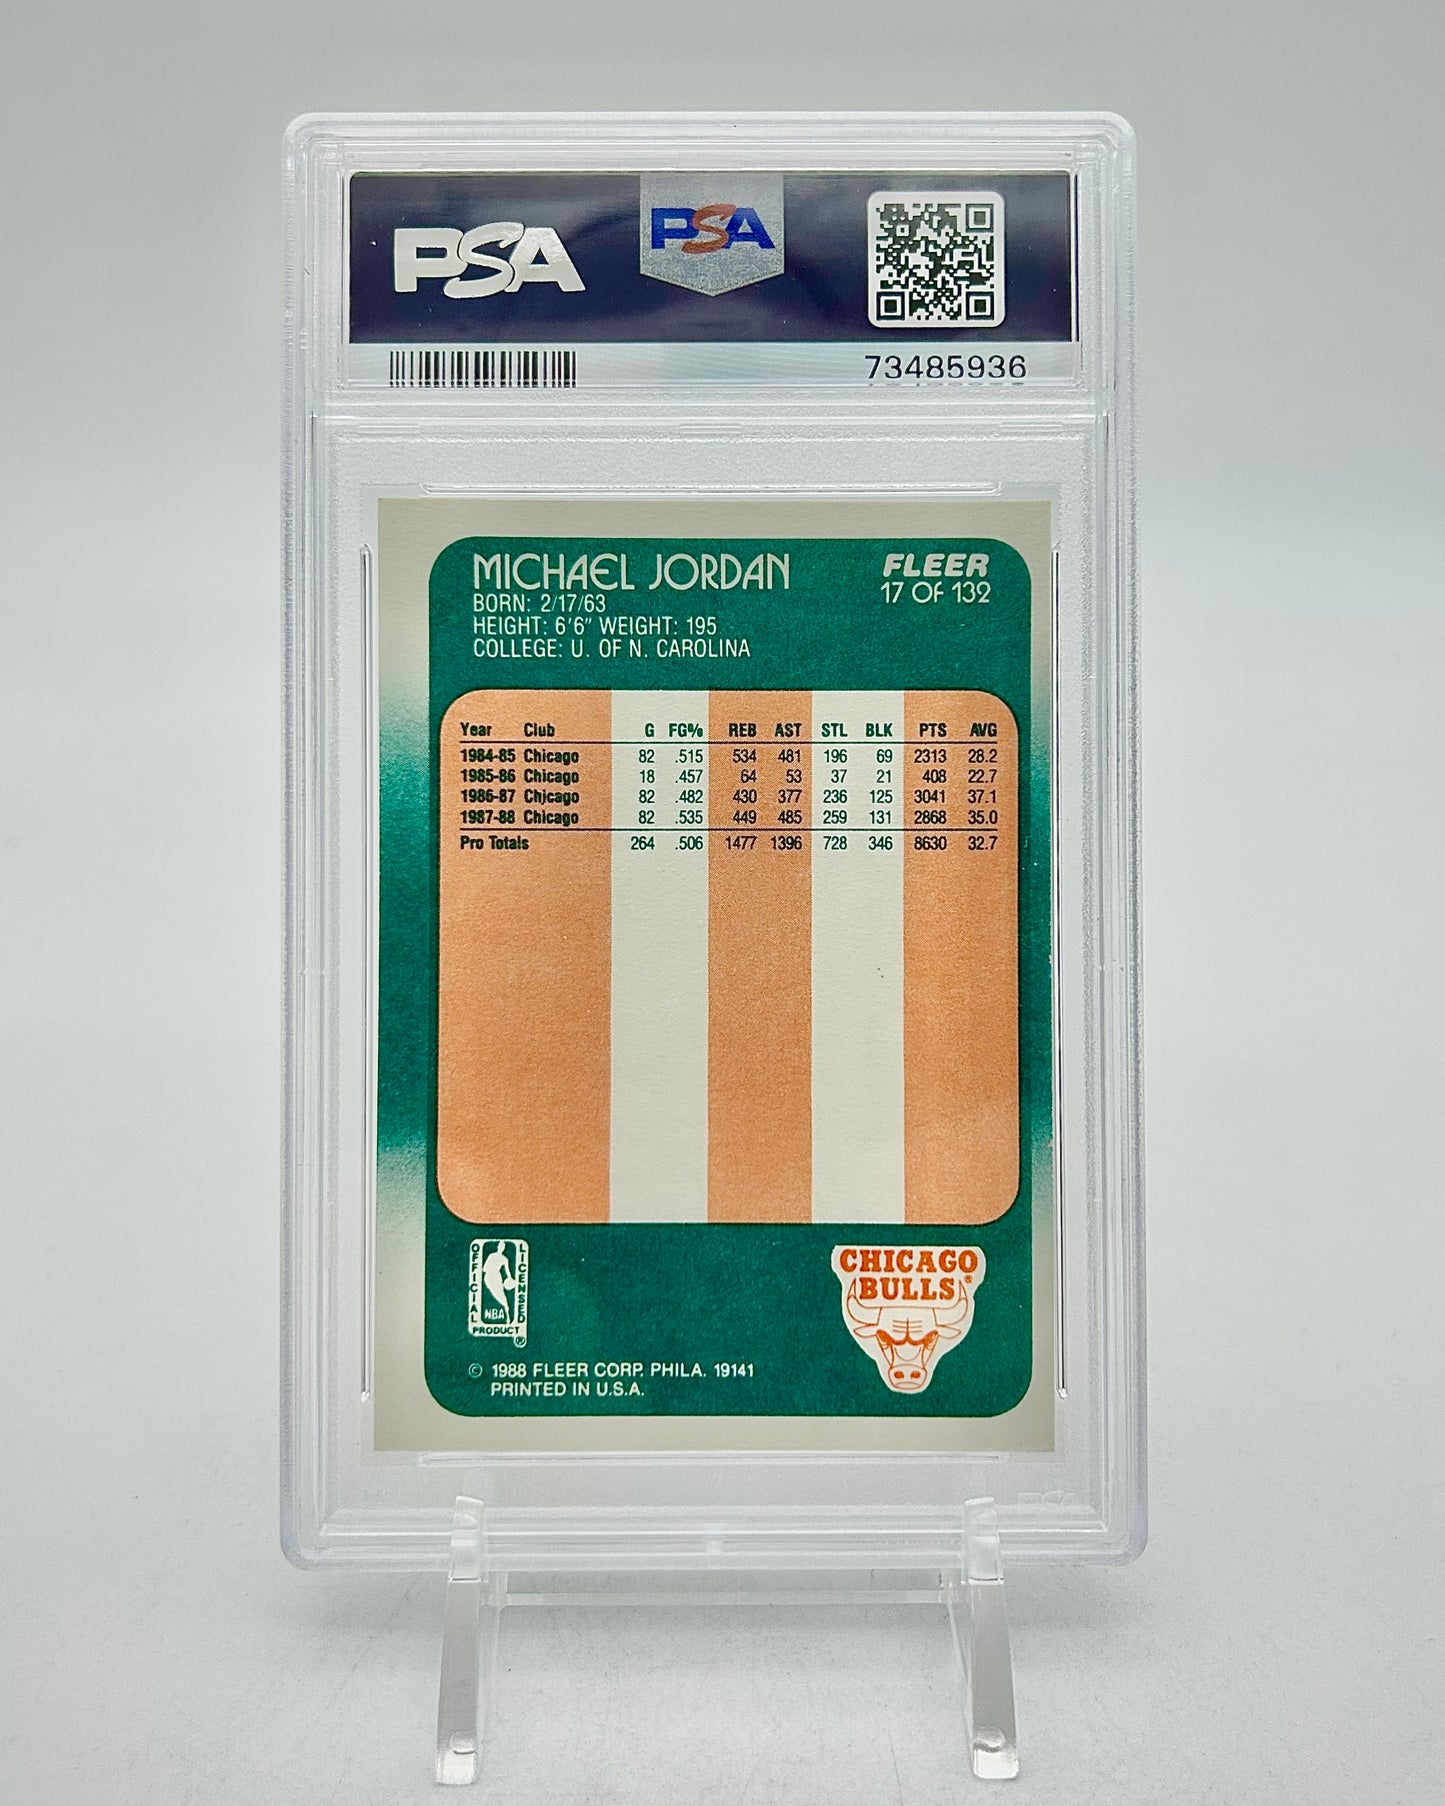 PSA PSA
73485936
MICHAEL JORDAN FLEER
BORN: 2/17/63 17 OF 132
HEIGHT: 6'6" WEIGHT: 195
COLLEGE: U. OF N. CAROLINA
Year Club G FG% REB AST STL BLK PTS AVG
1984-85 Chicago 82 .515 534 481 196 69 2313 28.2
1985-86 Chicago 18 .457 64 53 37 21 408 22.7
1986-87 Chicago 82 .482 430 377 236 125 3041 37.1
1987-88 Chicago 82 .535 449 485 259 131 2868 35.0
Pro Totals 264 .506 1477 1396 728 346 8630 32.7
OFFICIAL LICENSED
NBA
PRODUCT ®
CHICAGO
BULLS®
© 1988 FLEER CORP. PHILA. 19141
PRINTED IN U.S.A.